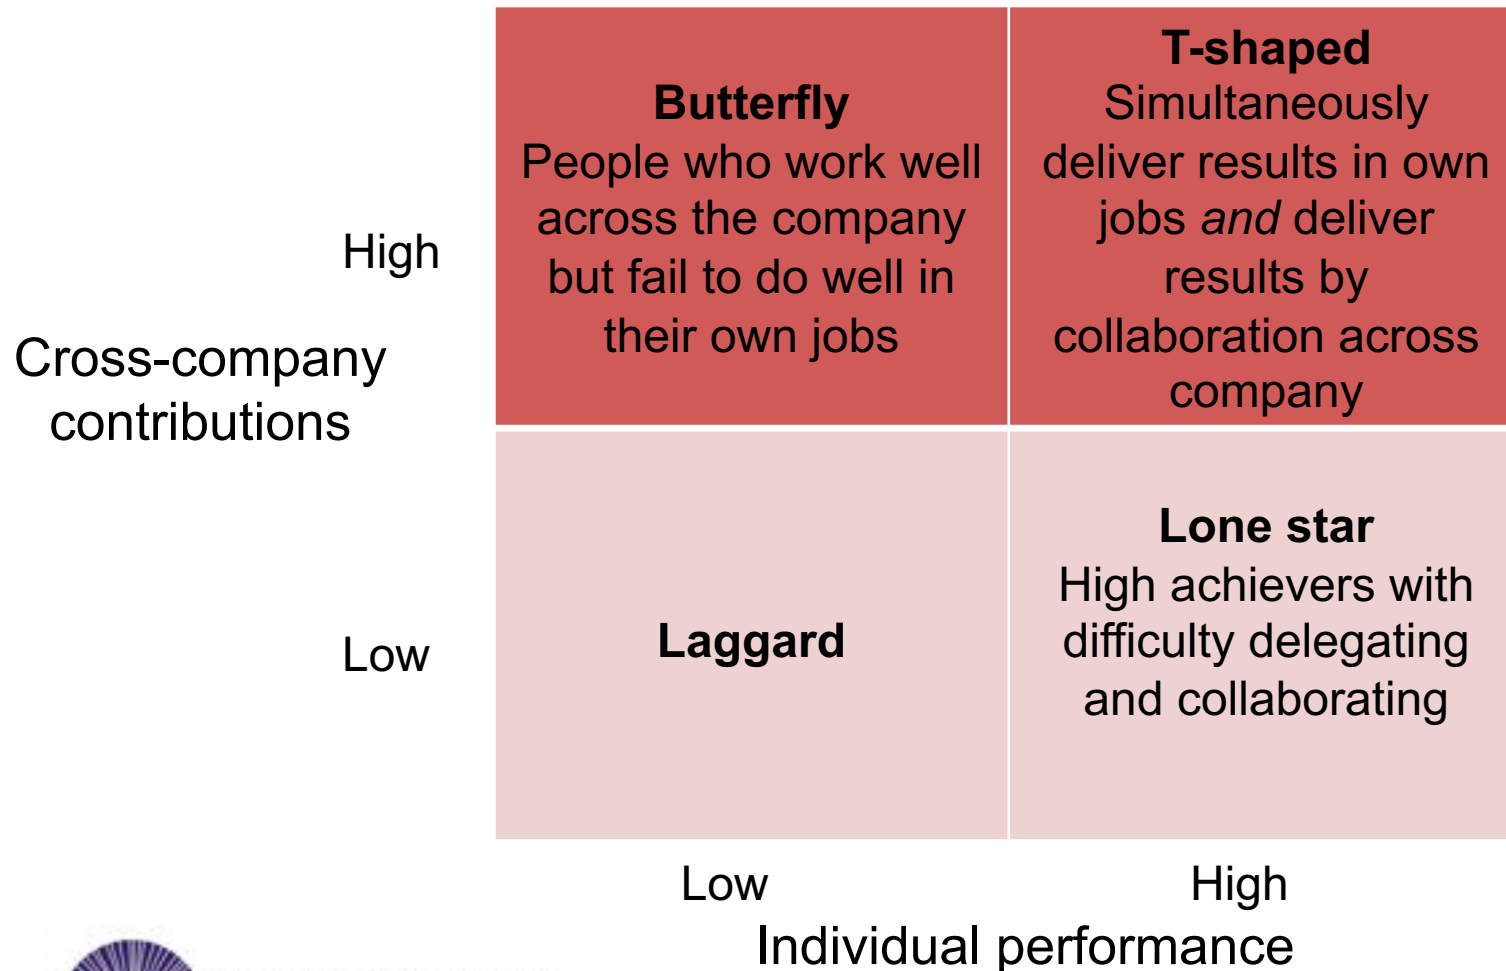 Butterfly
People who work well
across the company
but fail to do well in
their own jobs
T-shaped
Simultaneously
deliver results in own
jobs and deliver
results by
collaboration across
company
High
Cross-company
contributions
Laggard
Lone star
High achievers with
difficulty delegating
and collaborating
Low
Low
High
Individual performance